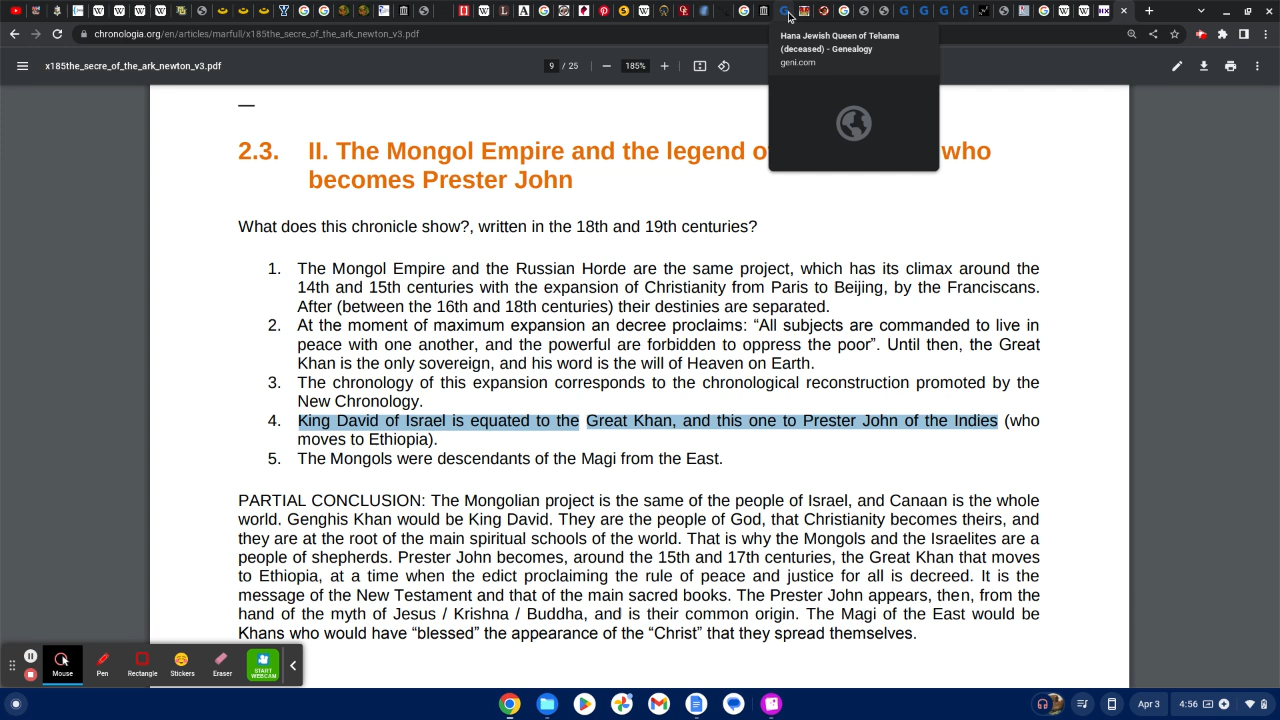 chronologia.org/en/articles/marfull/x185the_secre_of_the_ark_newton_v3.pdf
Hana Jewish Queen of Tehama
(deceased) - Genealogy
geni.com
x185the_secre_of_the_ark_newton_v3.pdf
9 / 25
185%
2.3. II. The Mongol Empire and the legend o who
becomes Prester John
What does this chronicle show?, written in the 18th and 19th centuries?
1. The Mongol Empire and the Russian Horde are the same project, which has its climax around the
14th and 15th centuries with the expansion of Christianity from Paris to Beijing, by the Franciscans.
After (between the 16th and 18th centuries) their destinies are separated.
2. At the moment of maximum expansion an decree proclaims: “All subjects are commanded to live in
peace with one another, and the powerful are forbidden to oppress the poor”. Until then, the Great
Khan is the only sovereign, and his word is the will of Heaven on Earth.
3. The chronology of this expansion corresponds to the chronological reconstruction promoted by the
New Chronology.
4. King David of Israel is equated to the Great Khan, and this one to Prester John of the Indies (who
moves to Ethiopia).
5. The Mongols were descendants of the Magi from the East.
PARTIAL CONCLUSION: The Mongolian project is the same of the people of Israel, and Canaan is the whole
world. Genghis Khan would be King David. They are the people of God, that Christianity becomes theirs, and
they are at the root of the main spiritual schools of the world. That is why the Mongols and the Israelites are a
people of shepherds. Prester John becomes, around the 15th and 17th centuries, the Great Khan that moves
to Ethiopia, at a time when the edict proclaiming the rule of peace and justice for all is decreed. It is the
message of the New Testament and that of the main sacred books. The Prester John appears, then, from the
hand of the myth of Jesus / Krishna / Buddha, and is their common origin. The Magi of the East would be
Khans who would have “blessed” the appearance of the “Christ” that they spread themselves.
Mouse
Pen
Rectangle
Stickers
Eraser
START
WEBCAM
Apr 3
4:56